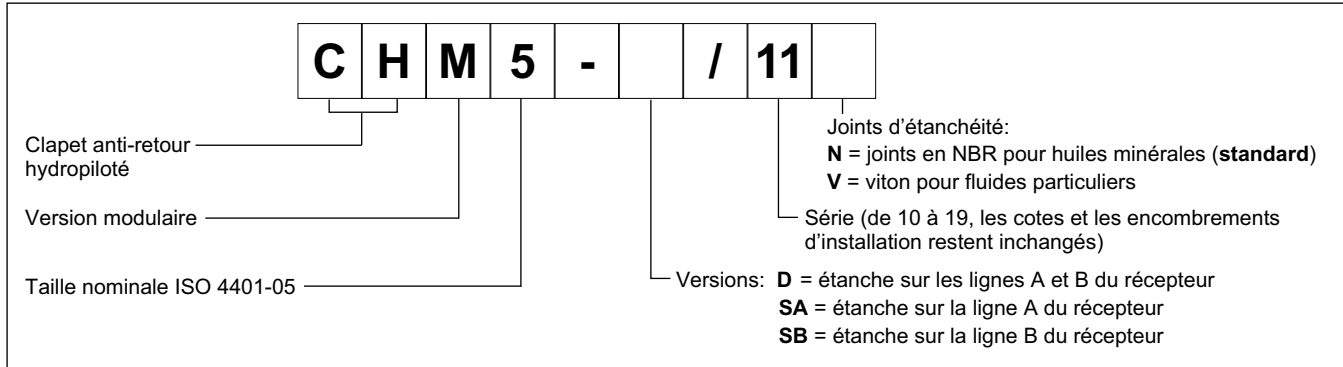 CHM5- /11
Clapet anti-retour
hydropiloté
Version modulaire
Taille nominale ISO 4401-05
Joints d'étanchéité:
N = joints en NBR pour huiles minérales (standard)
V = viton pour fluides particuliers
Série (de 10 à 19, les cotes et les encombrements
d'installation restent inchangés)
Versions: D = étanche sur les lignes A et B du récepteur
SA = étanche sur la ligne A du récepteur
SB = étanche sur la ligne B du récepteur